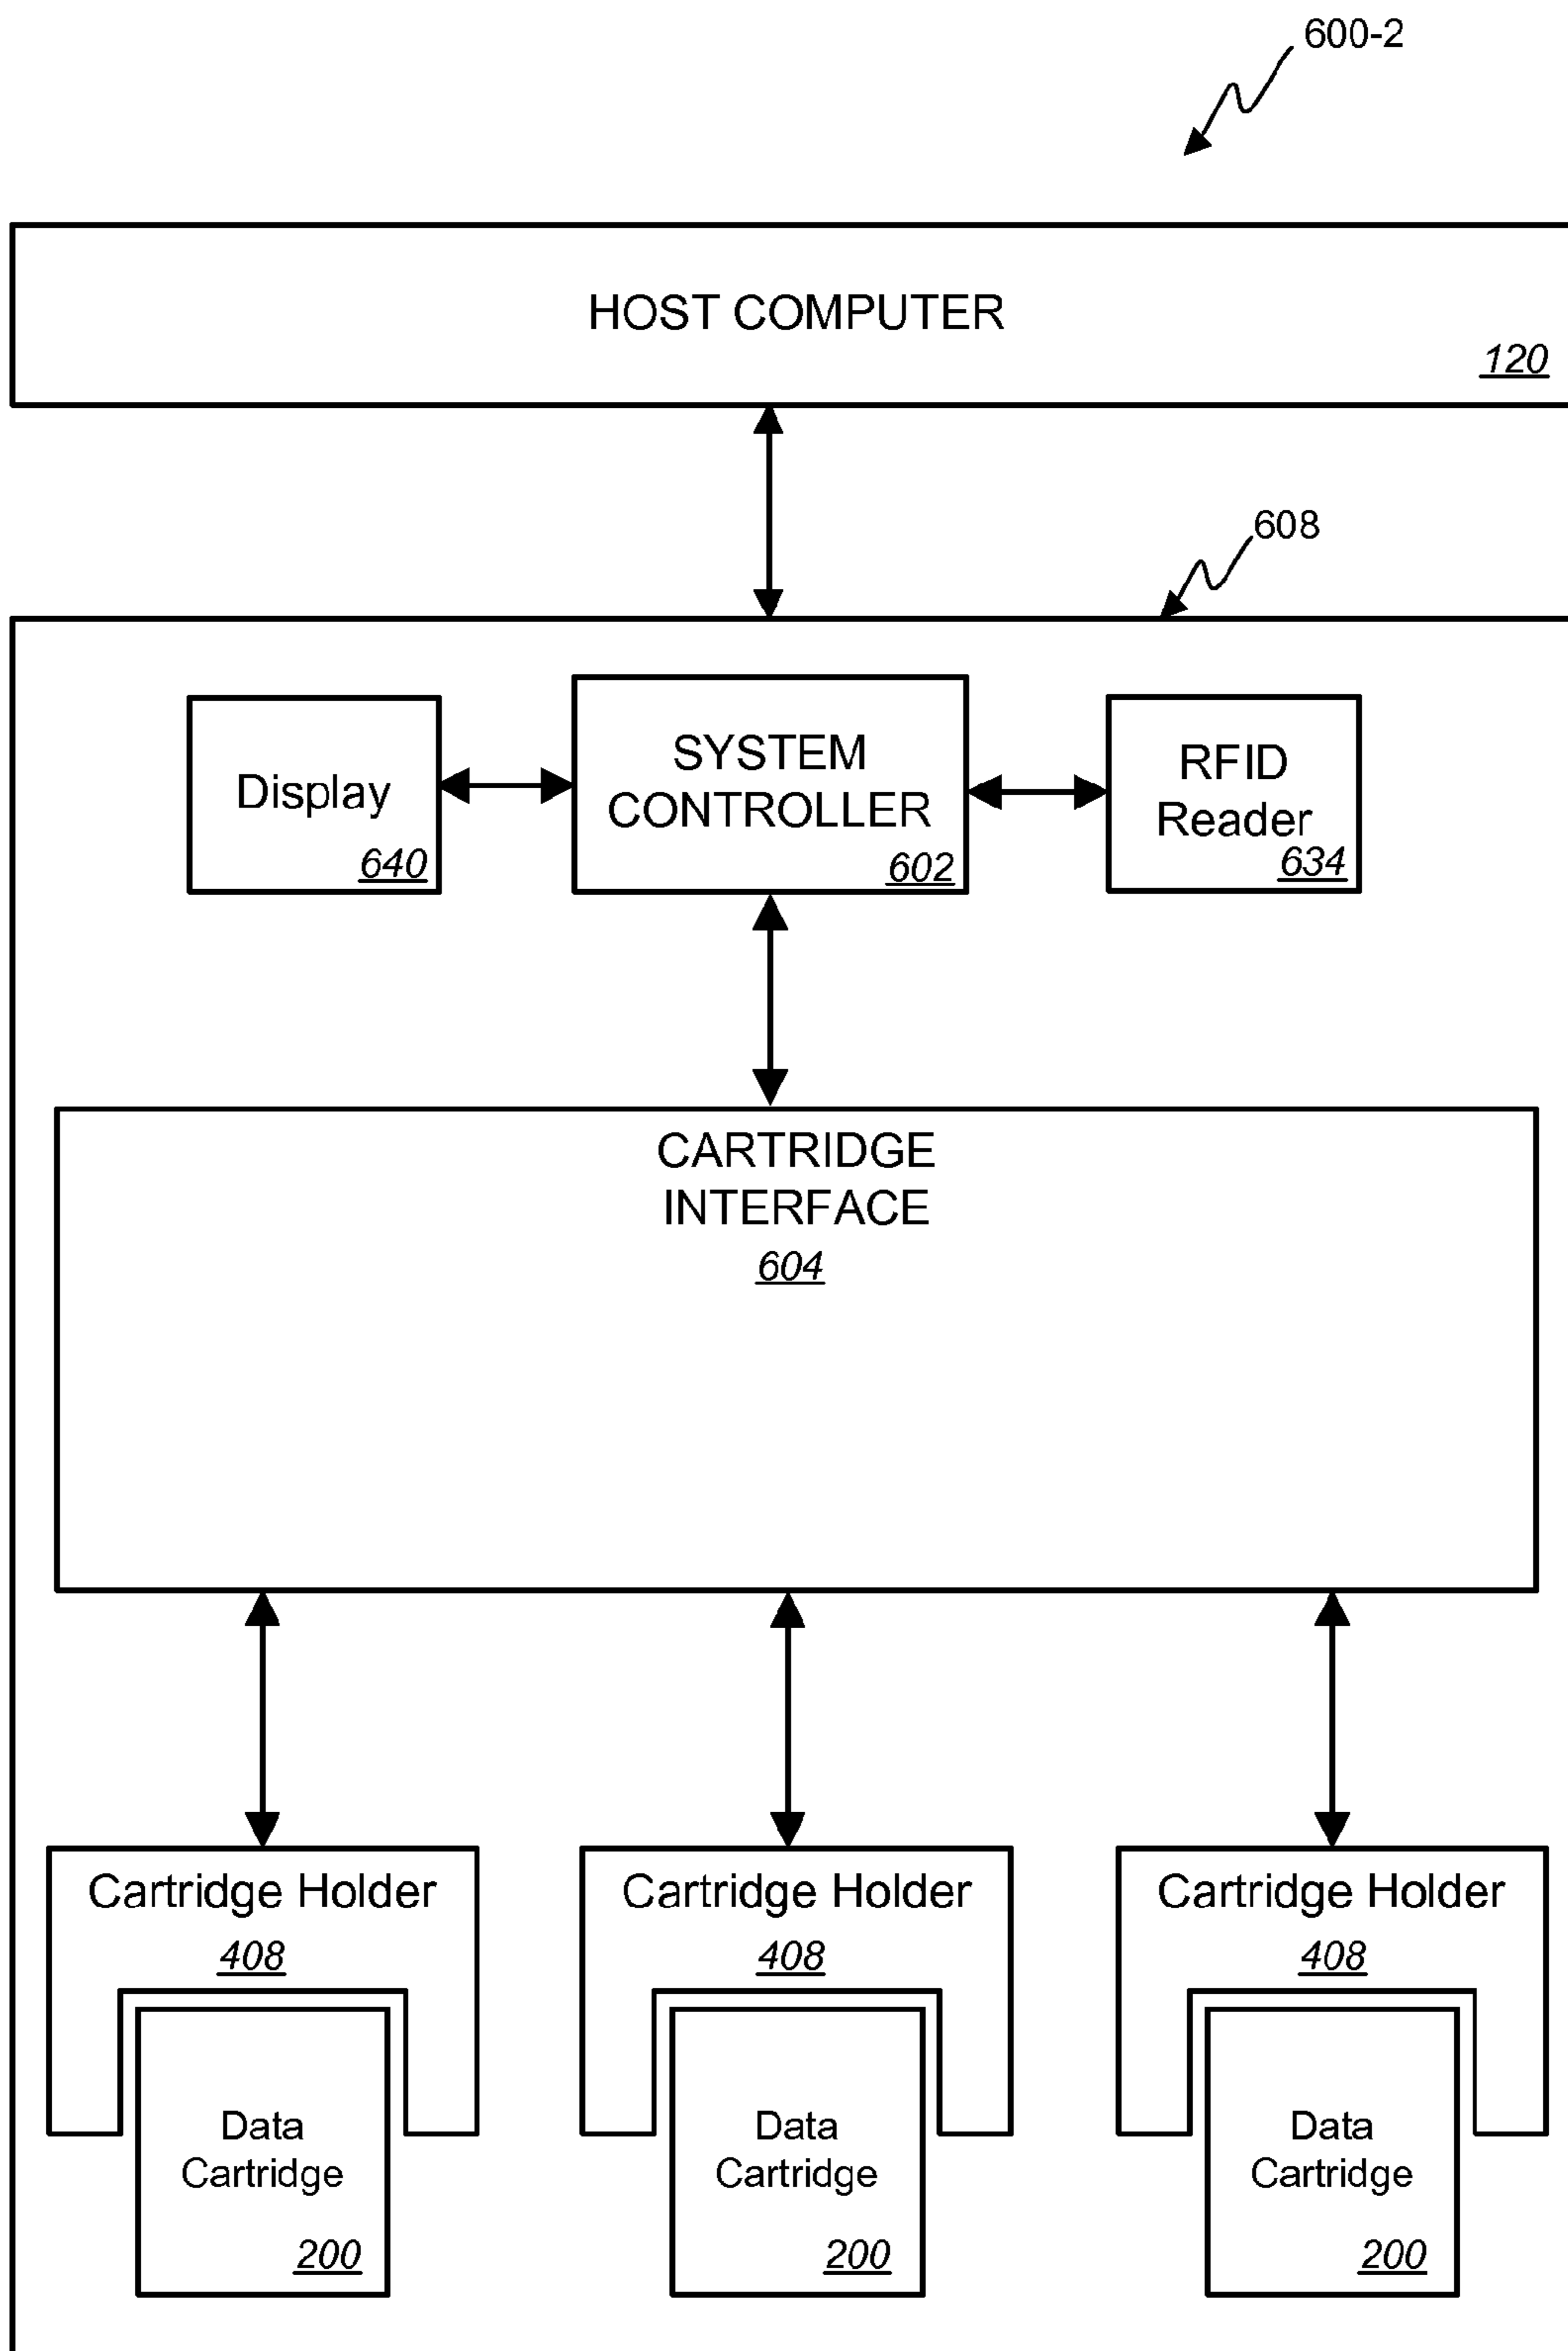 600-2
HOST COMPUTER
120
608
Display
640
SYSTEM
CONTROLLER
602
RFID
Reader
634
CARTRIDGE
INTERFACE
604
Cartridge Holder
408
Data
Cartridge
200
Cartridge Holder
408
Data
Cartridge
200
Cartridge Holder
408
Data
Cartridge
200